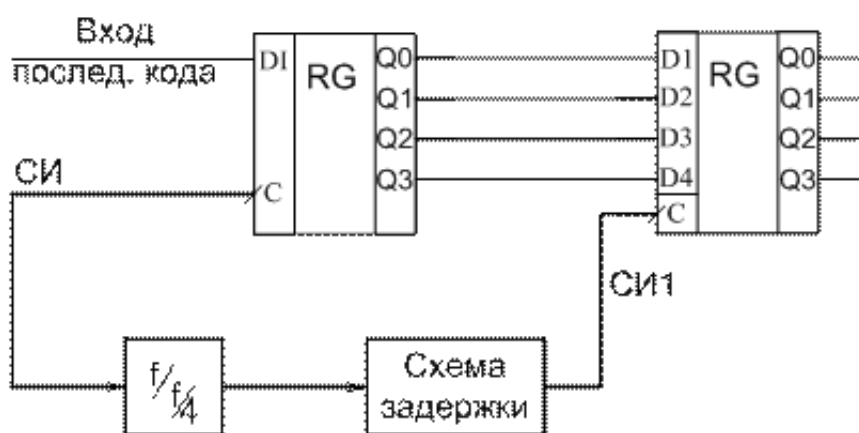 Вход
послед. кода
DI
RG
Q0
Q1
Q2
Q3
C
СИ
D1
D2
D3
D4
C
RG
Q0
Q1
Q2
Q3
СИ1
f/f/4
Схема
задержки